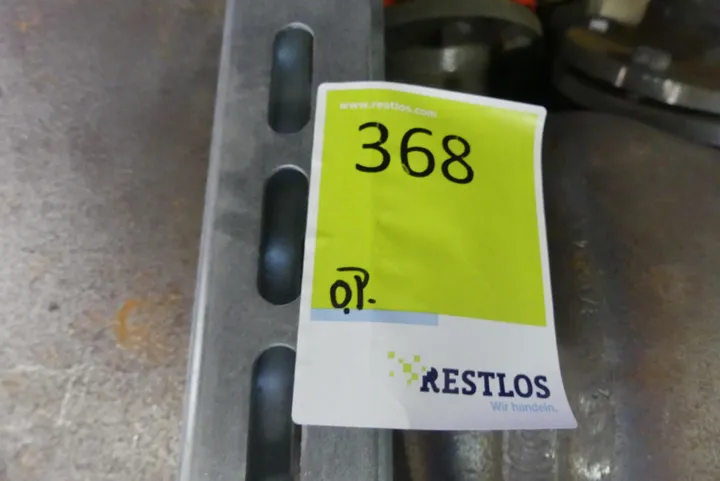 www.restlos.com
368
O.P.
RESTLOS
Wir handeln.